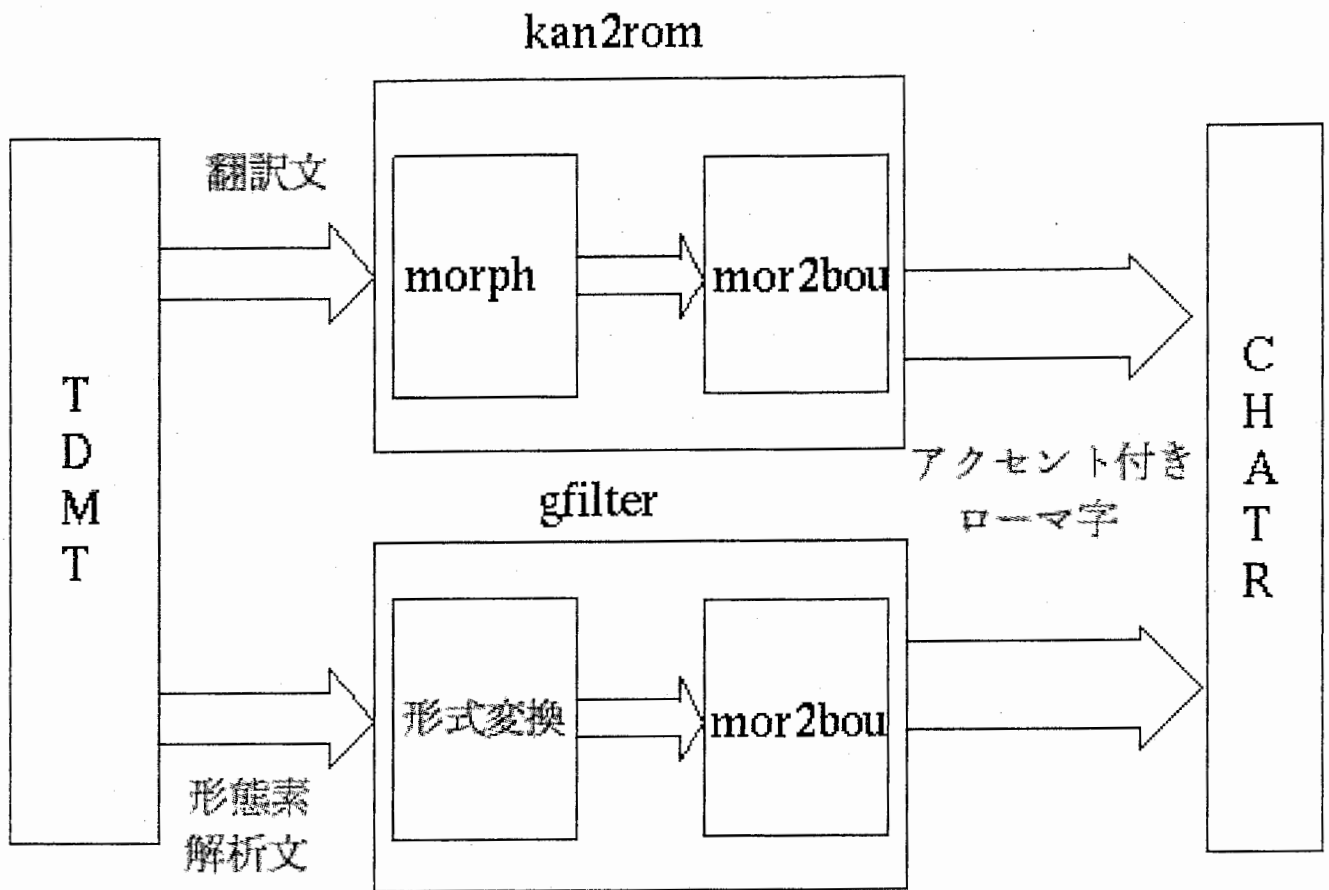 kan2rom
翻訳文
morph
mor2bou
T
D
M
T
C
H
A
T
R
アクセント付き
ローマ字
gfilter
形式変換
mor2bou
形態素
解析文